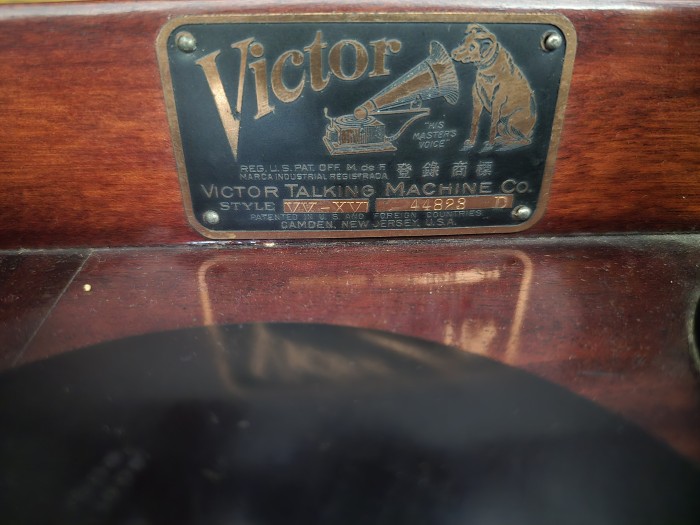 Victor
"HIS
MASTER'S
VOICE"
REG. U.S. PAT. OFF. M. de F. 登錄商標
MARCA INDUSTRIAL REGISTRADA
VICTOR TALKING MACHINE CO.
STYLE VV-XVI 44823 D
PATENTED IN U.S. AND FOREIGN COUNTRIES
CAMDEN, NEW JERSEY, U.S.A.